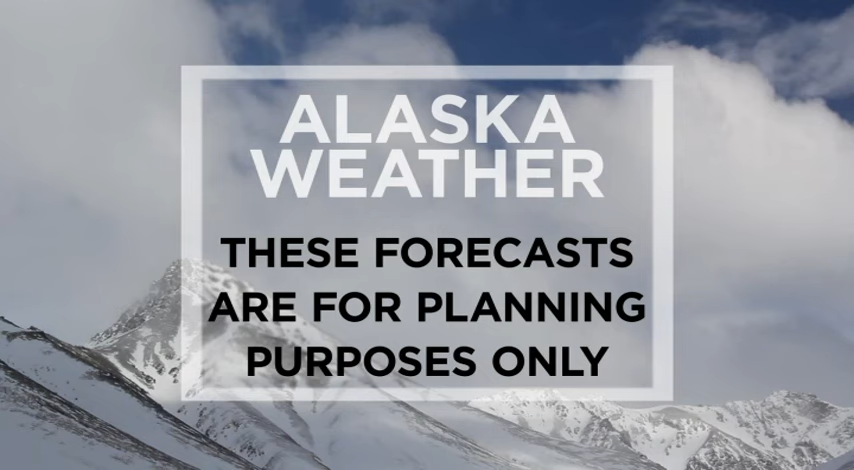 ALASKA
WEATHER
THESE FORECASTS
ARE FOR PLANNING
PURPOSES ONLY